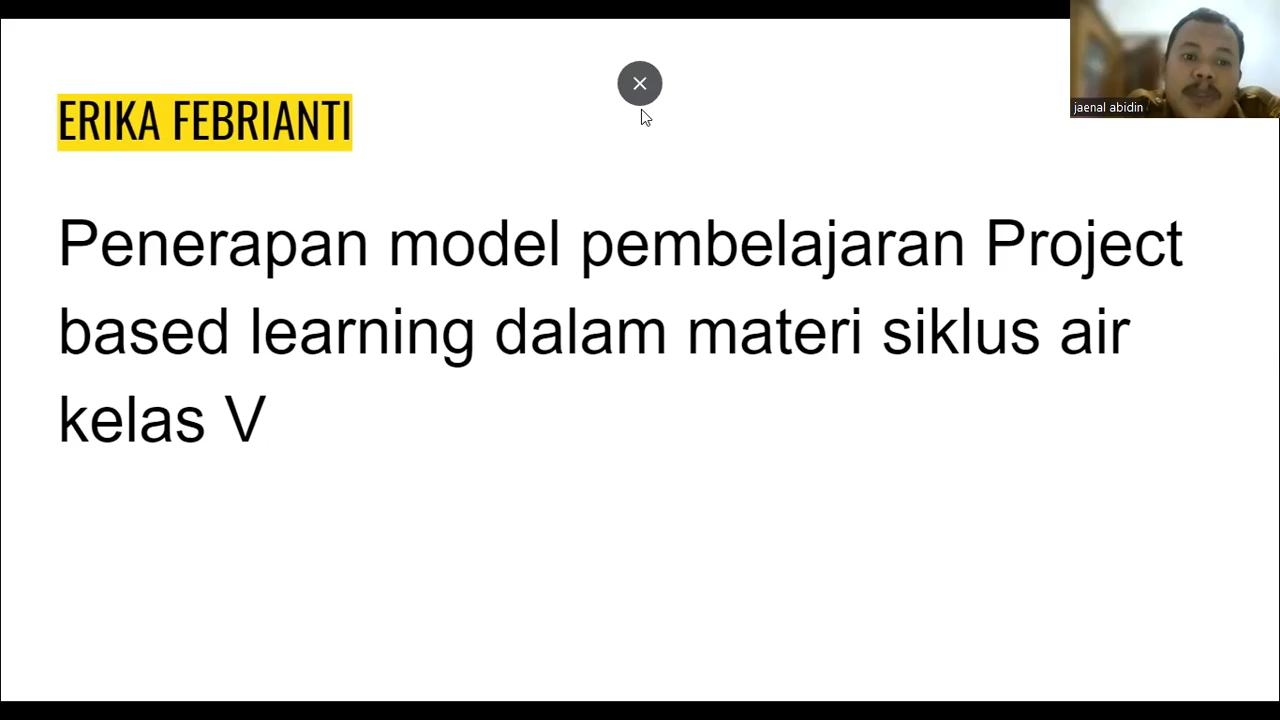 ERIKA FEBRIANTI
jaenal abidin
Penerapan model pembelajaran Project
based learning dalam materi siklus air
kelas V